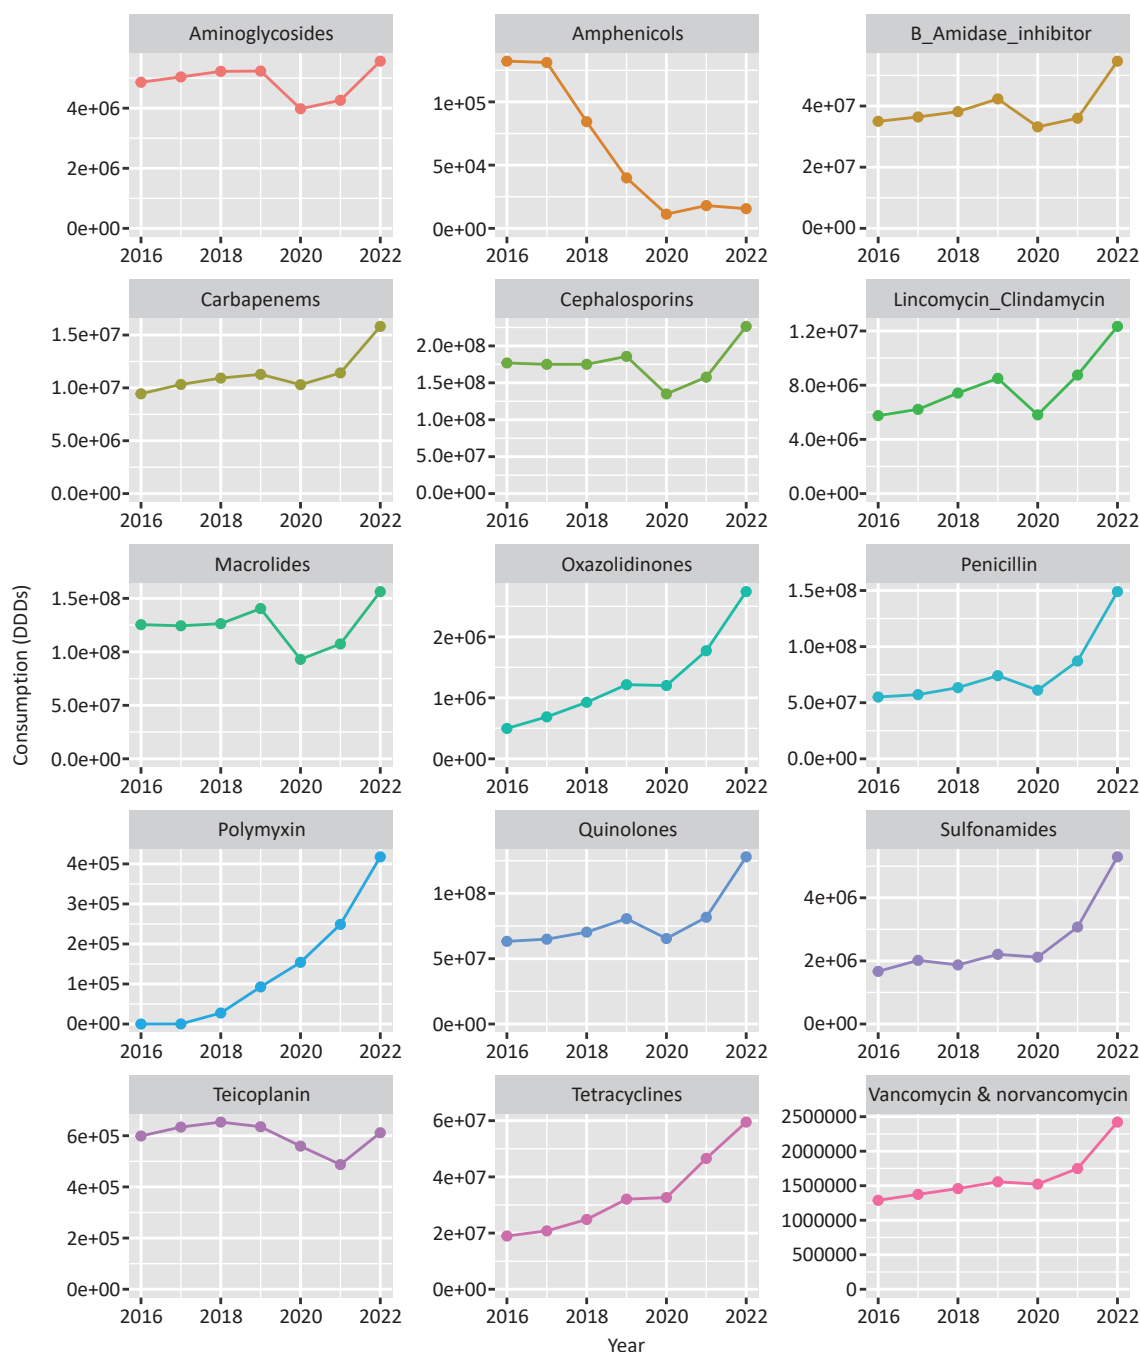 Aminoglycosides
4e+06
2e+06
0e+00
2016 2018 2020 2022
Amphenicols
1e+05
5e+04
0e+00
2016 2018 2020 2022
B_Amidase_inhibitor
4e+07
2e+07
0e+00
2016 2018 2020 2022
Carbapenems
1.5e+07
1.0e+07
5.0e+06
0.0e+00
2016 2018 2020 2022
Cephalosporins
2.0e+08
1.5e+08
1.0e+08
5.0e+07
0.0e+00
2016 2018 2020 2022
Lincomycin_Clindamycin
1.2e+07
8.0e+06
4.0e+06
0.0e+00
2016 2018 2020 2022
Consumption (DDDs)
Macrolides
1.5e+08
1.0e+08
5.0e+07
0.0e+00
2016 2018 2020 2022
Oxazolidinones
2e+06
1e+06
0e+00
2016 2018 2020 2022
Penicillin
1.5e+08
1.0e+08
5.0e+07
0.0e+00
2016 2018 2020 2022
Polymyxin
4e+05
3e+05
2e+05
1e+05
0e+00
2016 2018 2020 2022
Quinolones
1e+08
5e+07
0e+00
2016 2018 2020 2022
Sulfonamides
4e+06
2e+06
0e+00
2016 2018 2020 2022
Teicoplanin
6e+05
4e+05
2e+05
0e+00
2016 2018 2020 2022
Tetracyclines
6e+07
4e+07
2e+07
0e+00
2016 2018 2020 2022
Vancomycin & norvancomycin
2500000
2000000
1500000
1000000
500000
0
2016 2018 2020 2022
Year